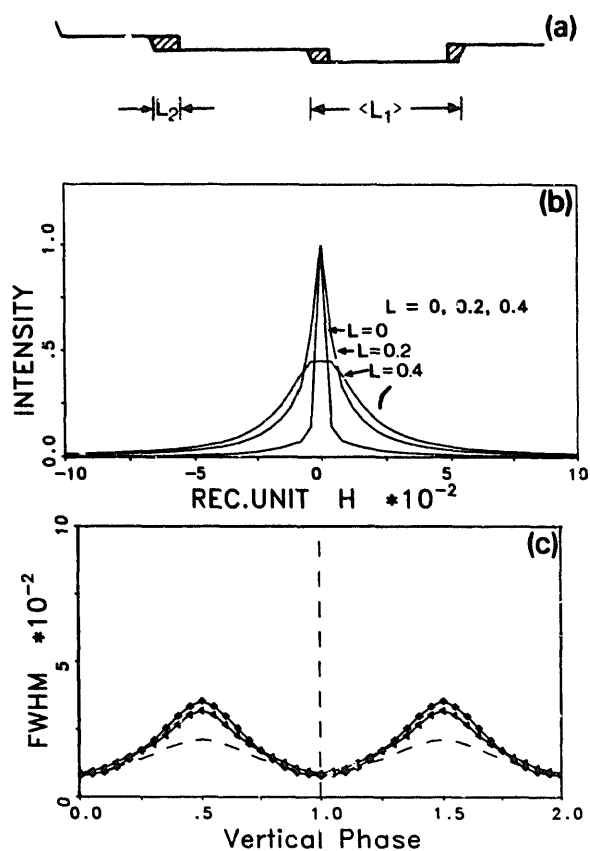 (a)
L2
<L1>
(b)
INTENSITY
1.0
.5
0.0
L = 0, 0.2, 0.4
L=0
L=0.2
L=0.4
-10 -5 0 5 10
REC.UNIT H *10-2
(c)
FWHM *10-2
10
5
0
0.0 .5 1.0 1.5 2.0
Vertical Phase